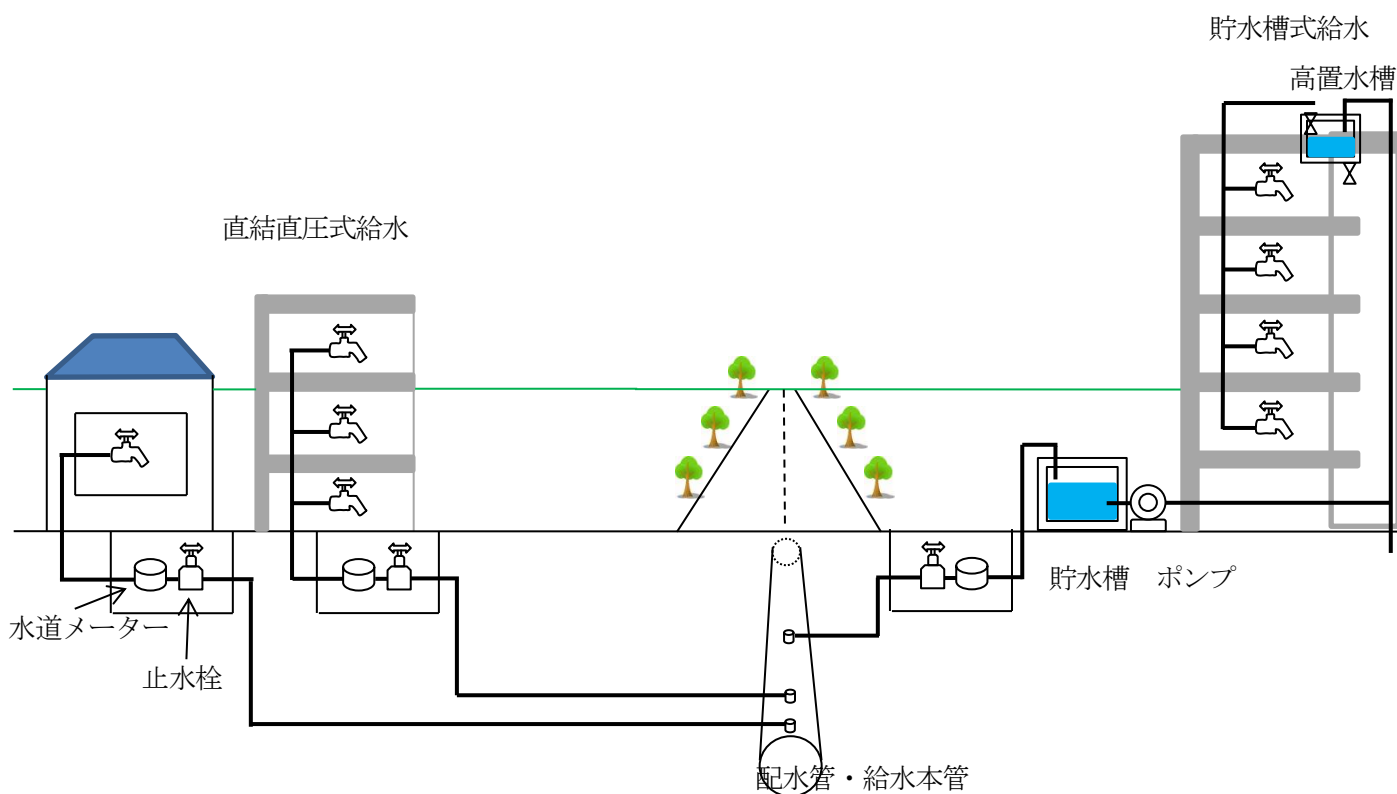 貯水槽式給水
高置水槽
直結直圧式給水
貯水槽　ポンプ
水道メーター
止水栓
配水管・給水本管